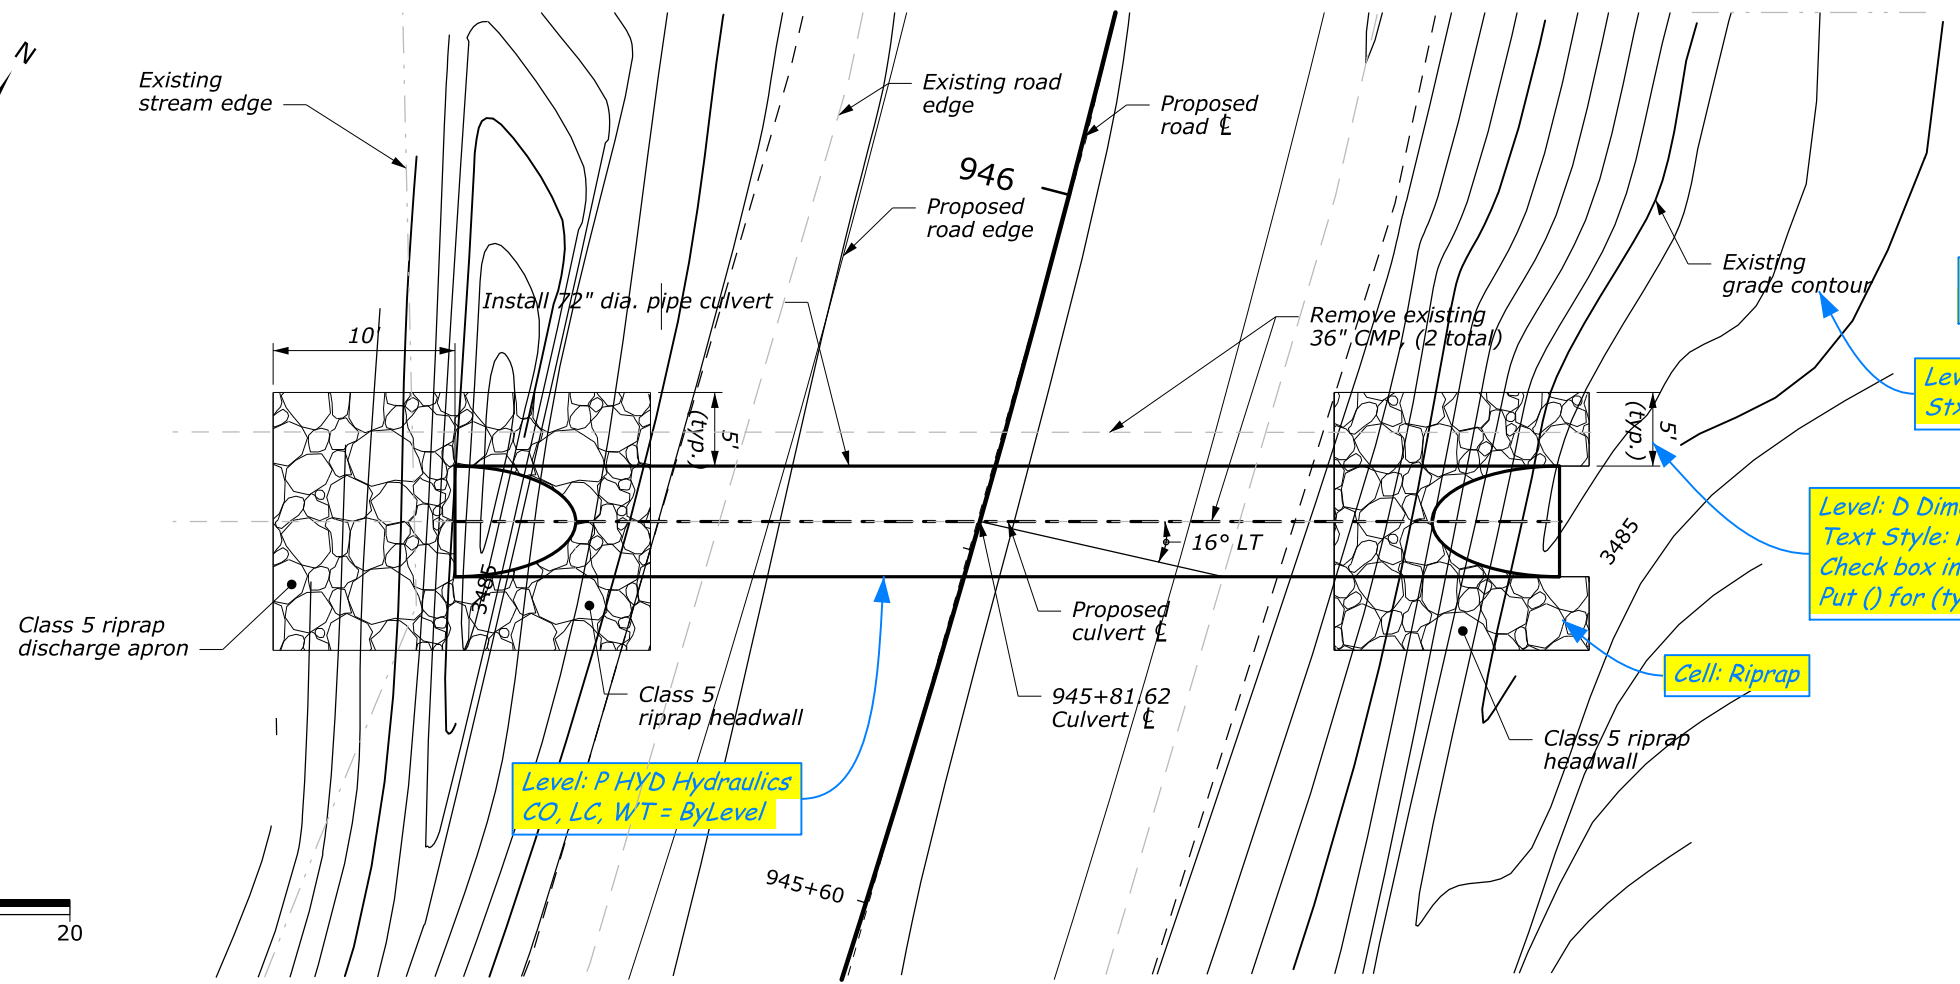 N
Existing
stream edge
Existing road
edge
Proposed
road ℄
946
Proposed
road edge
Existing
grade contour
Install 72" dia. pipe culvert
Remove existing
36" CMP, (2 total)
10'
5'
(typ.)
5'
(typ.)
Lev
Level: D Dim
Text Style:
Check box in
Put () for (ty
16° LT
3485
3485
Class 5 riprap
discharge apron
Proposed
culvert ℄
Cell: Riprap
Class 5
riprap headwall
945+81.62
Culvert ℄
Class 5 riprap
headwall
Level: P HYD Hydraulics
CO, LC, WT = ByLevel
945+60
20